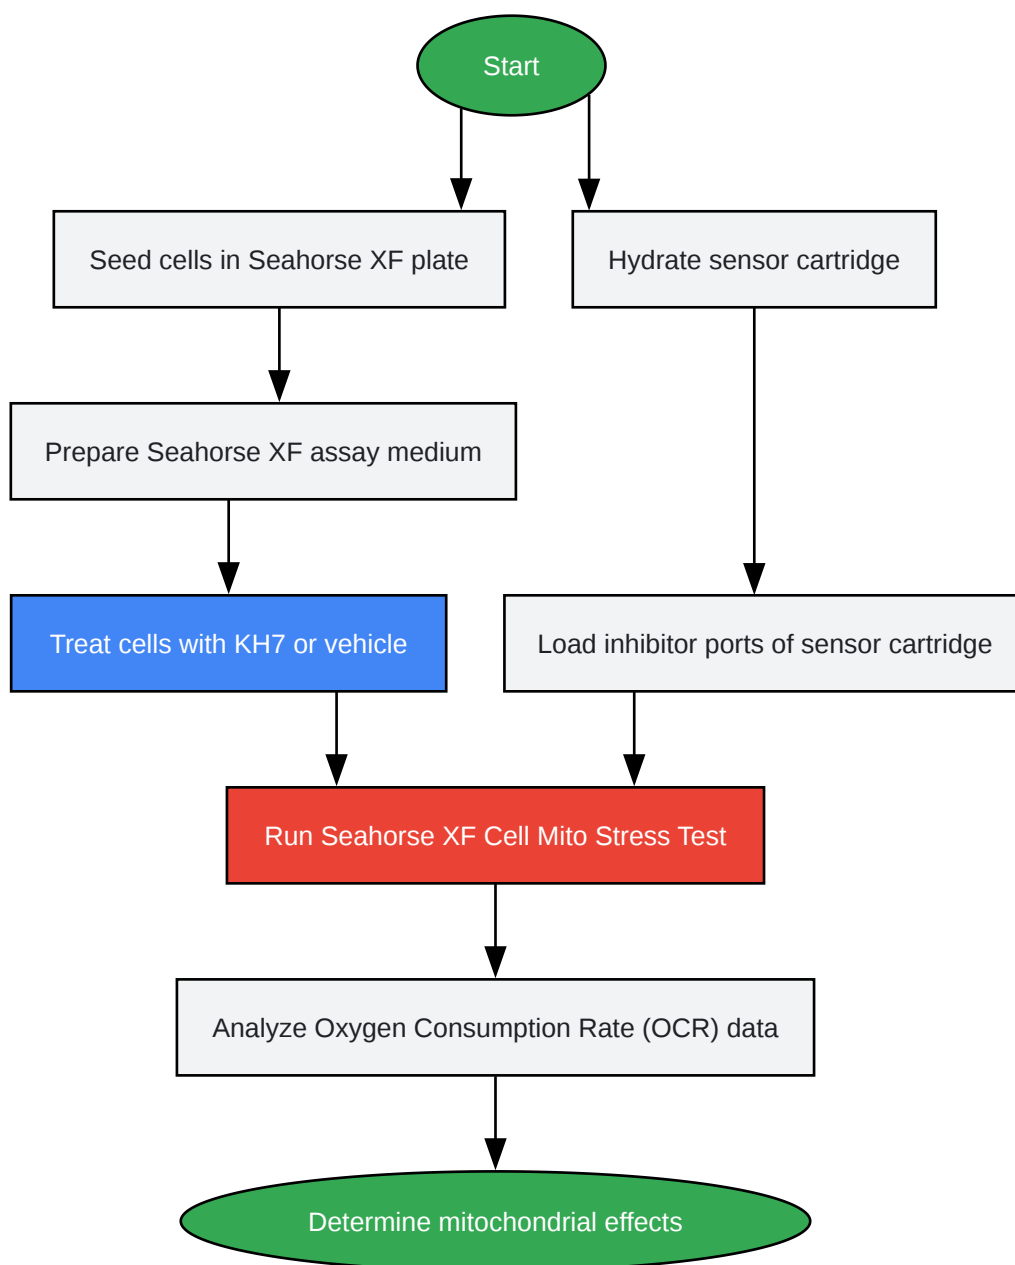 Start
Seed cells in Seahorse XF plate
Hydrate sensor cartridge
Prepare Seahorse XF assay medium
Treat cells with KH7 or vehicle
Load inhibitor ports of sensor cartridge
Run Seahorse XF Cell Mito Stress Test
Analyze Oxygen Consumption Rate (OCR) data
Determine mitochondrial effects